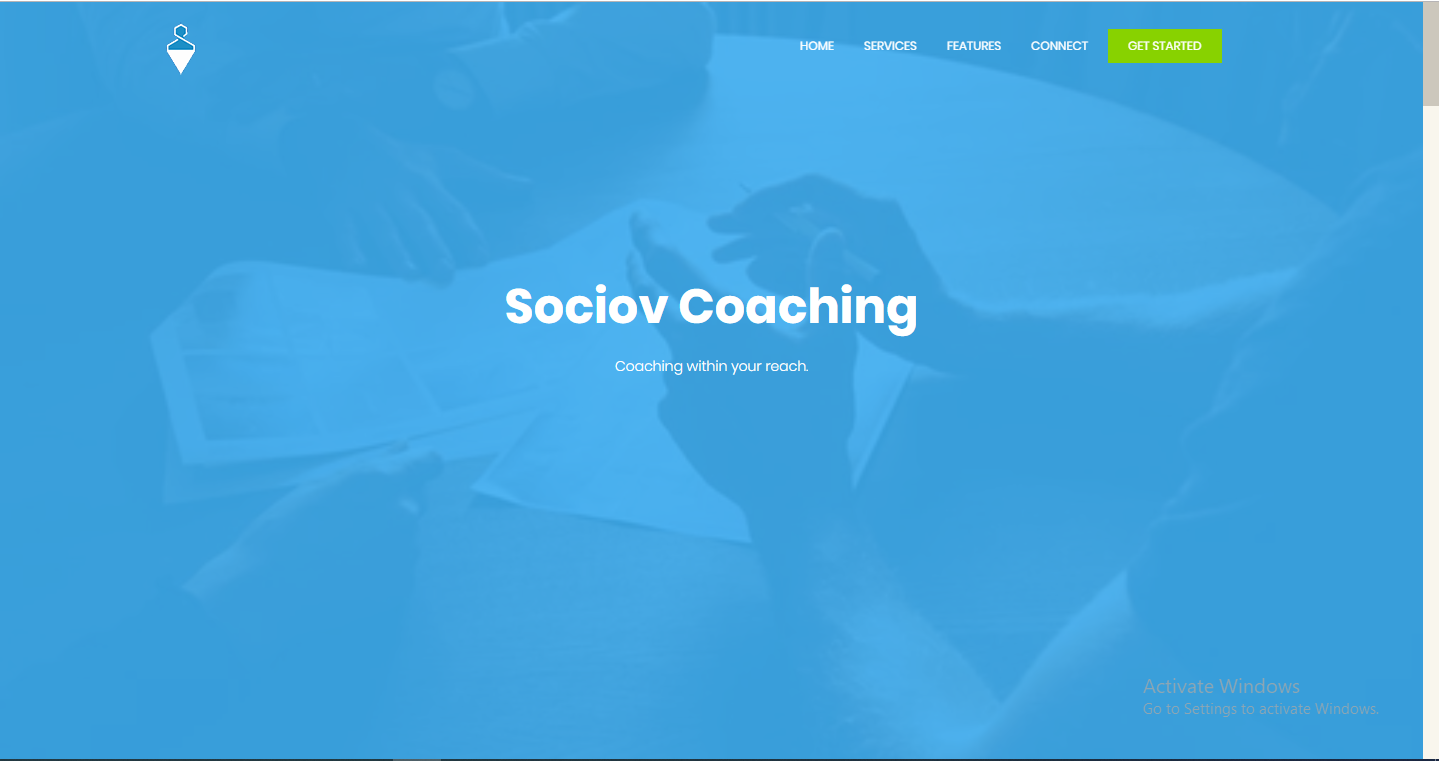 HOME
SERVICES
FEATURES
CONNECT
GET STARTED
Sociov Coaching
Coaching within your reach.
Activate Windows
Go to Settings to activate Windows.